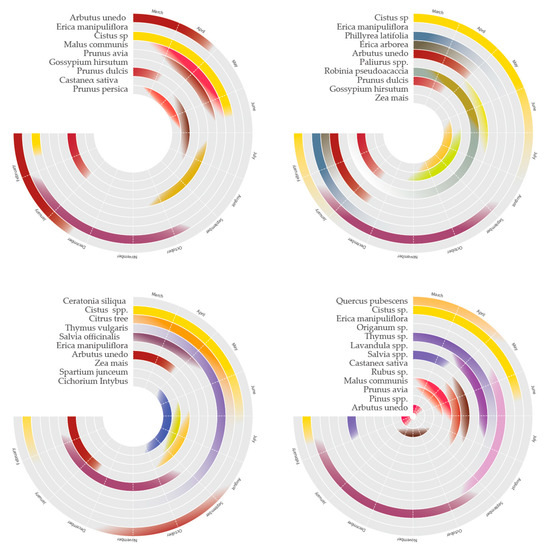 Arbutus unedo
Erica manipuliflora
Cistus sp
Malus communis
Prunus avia
Gossypium hirsutum
Prunus dulcis
Castanea sativa
Prunus persica
March
April
May
June
July
August
September
October
November
December
January
February
Cistus sp
Erica manipuliflora
Phillyrea latifolia
Erica arborea
Arbutus unedo
Paliurus spp.
Robinia pseudoacaccia
Prunus dulcis
Gossypium hirsutum
Zea mais
March
April
May
June
July
August
September
October
November
December
January
February
Ceratonia siliqua
Cistus spp.
Citrus tree
Thymus vulgaris
Salvia officinalis
Erica manipuliflora
Arbutus unedo
Zea mais
Spartium junceum
Cichorium Intybus
March
April
May
June
July
August
September
October
November
December
January
February
Quercus pubescens
Cistus sp.
Erica manipuliflora
Origanum sp.
Thymus sp.
Lavandula spp.
Salvia spp.
Castanea sativa
Rubus sp.
Malus communis
Prunus avia
Pinus spp.
Arbutus unedo
March
April
May
June
July
August
September
October
November
December
January
February